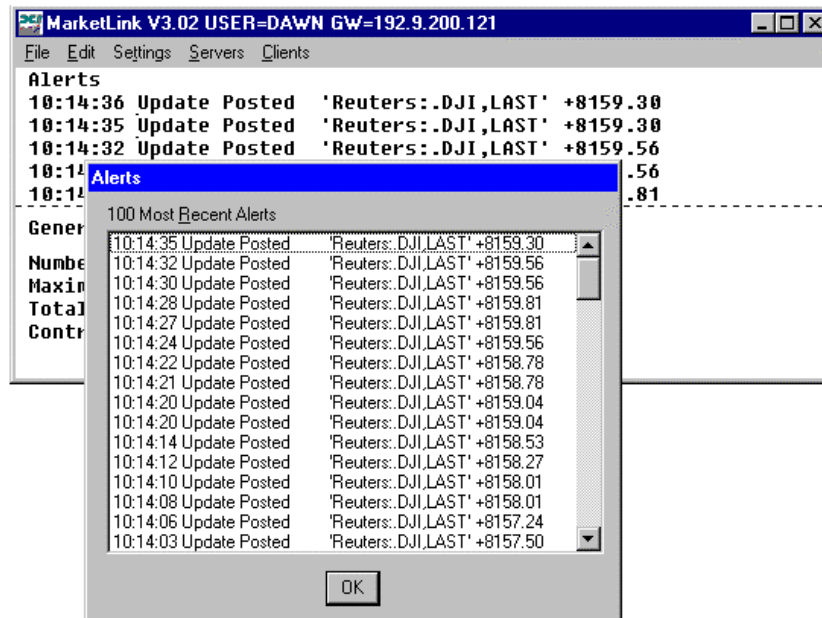 MarketLink V3.02 USER=DAWN GW=192.9.200.121
File Edit Settings Servers Clients
Alerts
10:14:36 Update Posted 'Reuters:.DJI,LAST' +8159.30
10:14:35 Update Posted 'Reuters:.DJI,LAST' +8159.30
10:14:32 Update Posted 'Reuters:.DJI,LAST' +8159.56
10:14 .56
10:14 .81
Gener
Numbe
Maxim
Total
Contr
Alerts
100 Most Recent Alerts
10:14:35 Update Posted 'Reuters:.DJI,LAST' +8159.30
10:14:32 Update Posted 'Reuters:.DJI,LAST' +8159.56
10:14:30 Update Posted 'Reuters:.DJI,LAST' +8159.56
10:14:28 Update Posted 'Reuters:.DJI,LAST' +8159.81
10:14:27 Update Posted 'Reuters:.DJI,LAST' +8159.81
10:14:24 Update Posted 'Reuters:.DJI,LAST' +8159.56
10:14:22 Update Posted 'Reuters:.DJI,LAST' +8158.78
10:14:21 Update Posted 'Reuters:.DJI,LAST' +8158.78
10:14:20 Update Posted 'Reuters:.DJI,LAST' +8159.04
10:14:20 Update Posted 'Reuters:.DJI,LAST' +8159.04
10:14:14 Update Posted 'Reuters:.DJI,LAST' +8158.53
10:14:12 Update Posted 'Reuters:.DJI,LAST' +8158.27
10:14:10 Update Posted 'Reuters:.DJI,LAST' +8158.01
10:14:08 Update Posted 'Reuters:.DJI,LAST' +8158.01
10:14:06 Update Posted 'Reuters:.DJI,LAST' +8157.24
10:14:03 Update Posted 'Reuters:.DJI,LAST' +8157.50
OK